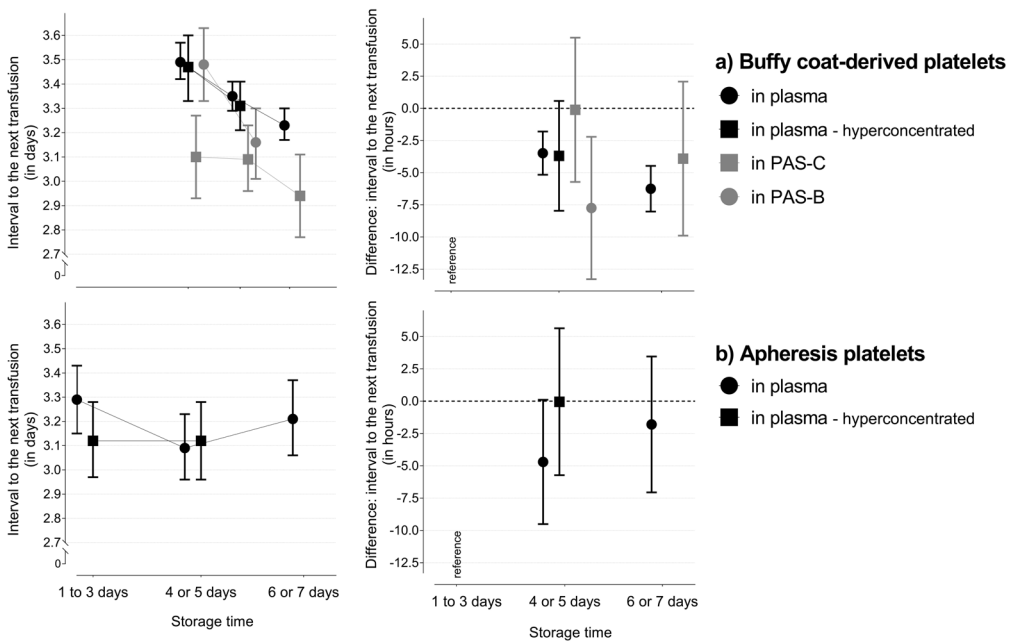 Interval to the next transfusion
(in days)
3.6
3.5
3.4
3.3
3.2
3.1
3.0
2.9
2.8
2.7
0
Difference: interval to the next transfusion
(in hours)
5.0
2.5
0.0
-2.5
-5.0
-7.5
-10.0
-12.5
reference
a) Buffy coat-derived platelets
in plasma
in plasma - hyperconcentrated
in PAS-C
in PAS-B
Interval to the next transfusion
(in days)
3.6
3.5
3.4
3.3
3.2
3.1
3.0
2.9
2.8
2.7
0
1 to 3 days 4 or 5 days 6 or 7 days
Storage time
Difference: interval to the next transfusion
(in hours)
5.0
2.5
0.0
-2.5
-5.0
-7.5
-10.0
-12.5
reference
1 to 3 days 4 or 5 days 6 or 7 days
Storage time
b) Apheresis platelets
in plasma
in plasma - hyperconcentrated